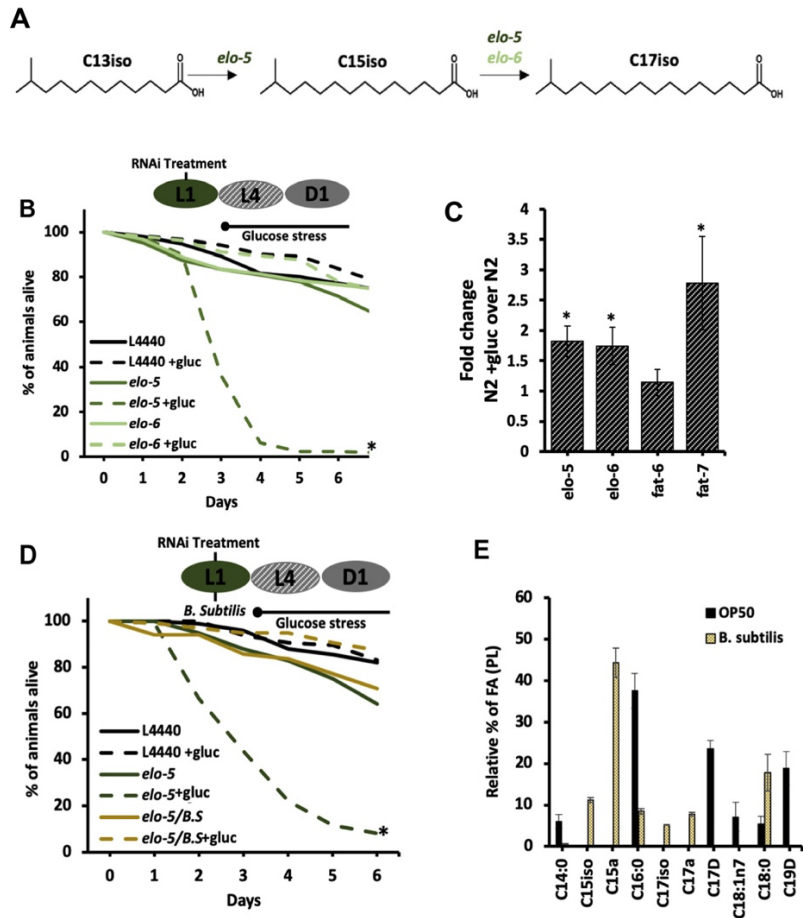 A
C13iso
elo-5
C15iso
elo-5
elo-6
C17iso
O
OH
O
OH
O
OH
RNAi Treatment
L1
L4
D1
B
Glucose stress
% of animals alive
100
80
60
40
20
0
L4440
L4440 +gluc
elo-5
elo-5 +gluc
elo-6
elo-6 +gluc
*
0 1 2 3 4 5 6
Days
C
Fold change
N2 +gluc over N2
4
3.5
3
2.5
2
1.5
1
0.5
0
*
*
*
elo-5
elo-6
fat-6
fat-7
D
RNAi Treatment
L1
L4
D1
B. Subtilis
Glucose stress
% of animals alive
100
80
60
40
20
0
L4440
L4440 +gluc
elo-5
elo-5+gluc
elo-5/B.S
elo-5/B.S+gluc
*
0 1 2 3 4 5 6
Days
E
OP50
B. subtilis
Relative % of FA (PL)
60
50
40
30
20
10
0
C14:0
C15iso
C15a
C16:0
C17iso
C17a
C17D
C18:1n7
C18:0
C19D